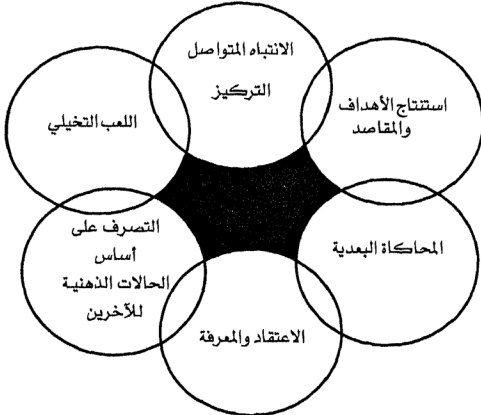 الانتباه المتواصل
التركيز
استنتاج الأهداف
والمقاصد
اللعب التخيلي
المحاكاة البعدية
التصرف على
أساس
الحالات الذهنية
للآخرين
الاعتقاد والمعرفة